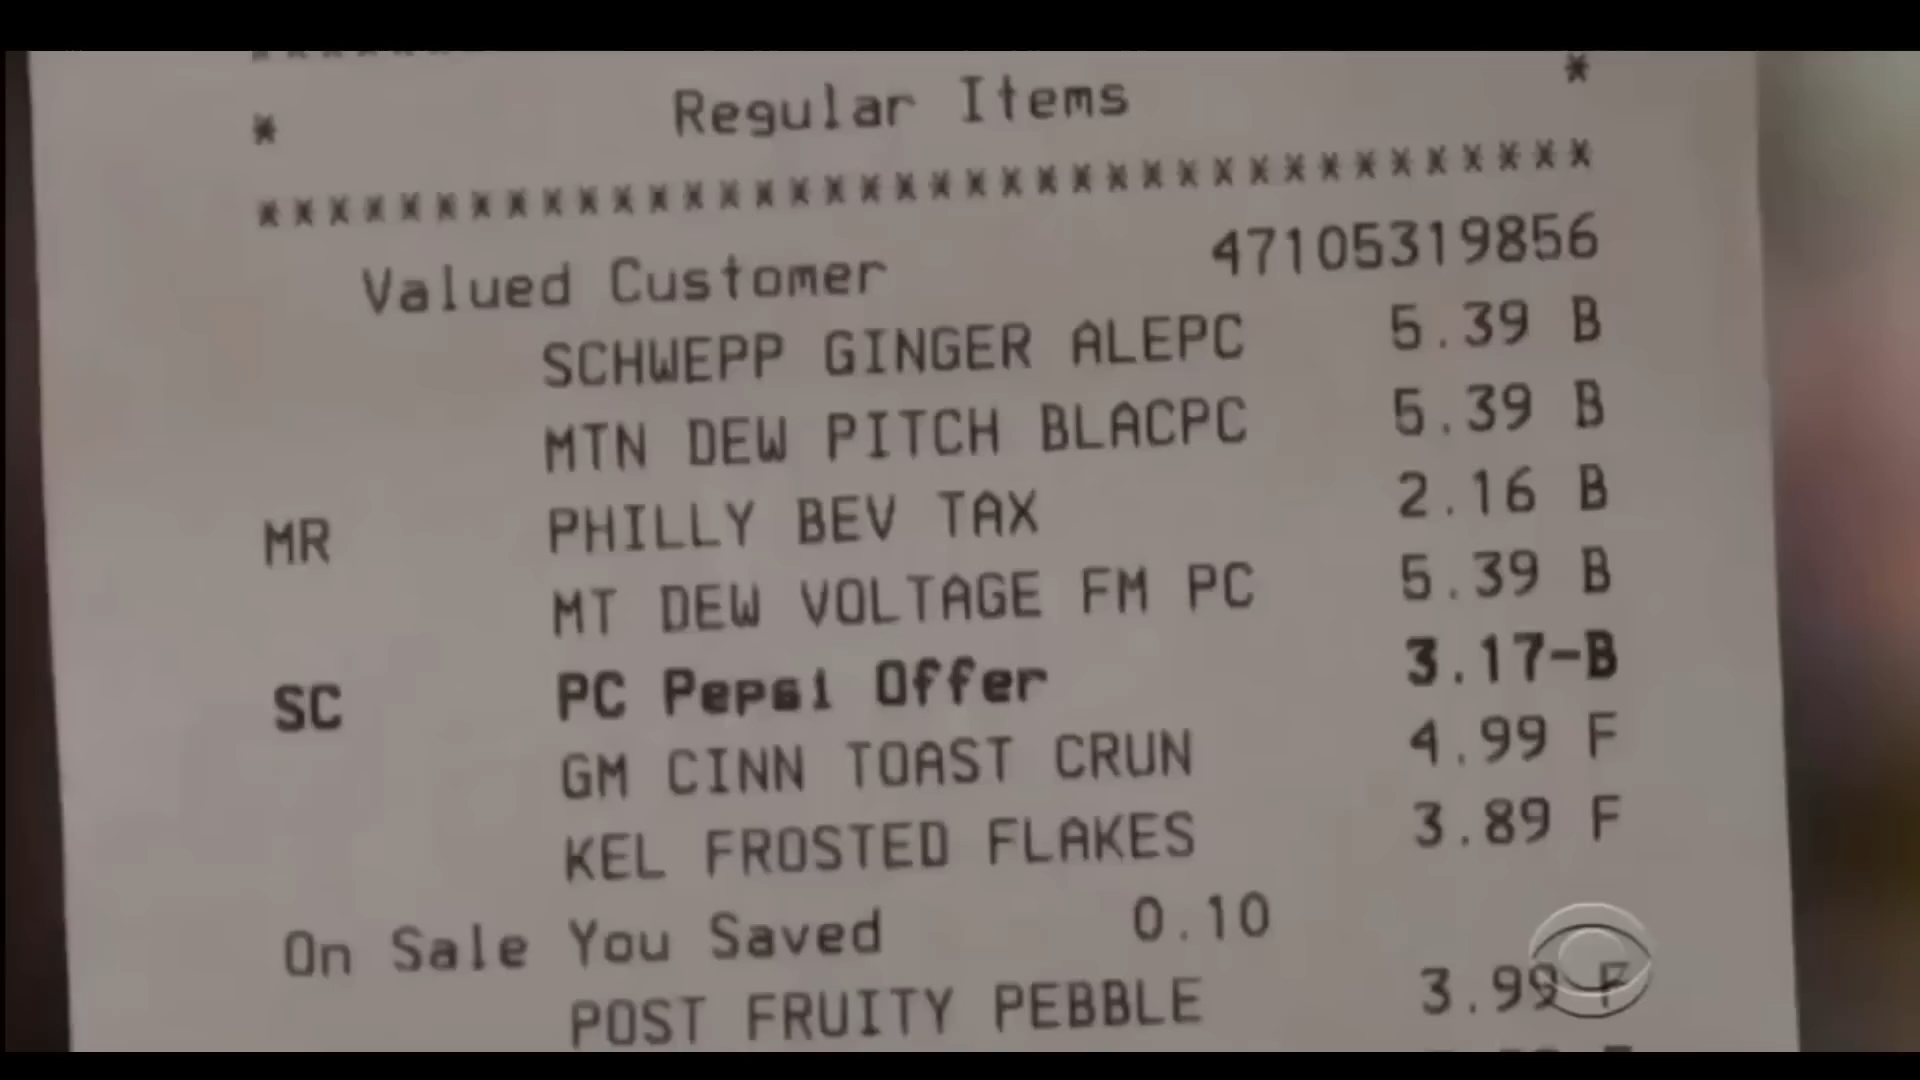 *************
* Regular Items *
**************************************
Valued Customer 47105319856
SCHWEPP GINGER ALEPC 5.39 B
MTN DEW PITCH BLACPC 5.39 B
MR PHILLY BEV TAX 2.16 B
MT DEW VOLTAGE FM PC 5.39 B
SC PC Pepsi Offer 3.17-B
GM CINN TOAST CRUN 4.99 F
KEL FROSTED FLAKES 3.89 F
On Sale You Saved 0.10
POST FRUITY PEBBLE 3.99 F